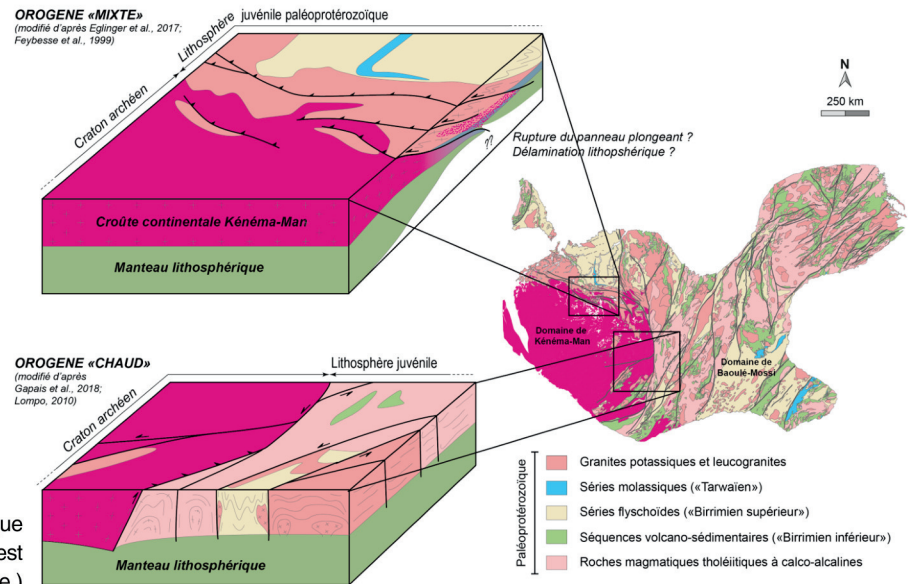 OROGENE «MIXTE»
(modifié d'après Eglinger et al., 2017;
Feybesse et al., 1999)
Lithosphère juvénile paléoprotérozoïque
Craton archéen
Croûte continentale Kénéma-Man
Manteau lithosphérique
??
Rupture du panneau plongeant ?
Délamination lithopshérique ?
N
250 km
Domaine de
Kénéma-Man
Domaine de
Baoulé-Mossi
OROGENE «CHAUD»
(modifié d'après
Gapais et al., 2018;
Lompo, 2010)
Lithosphère juvénile
Craton archéen
Manteau lithosphérique
que
est
e )
Paléoprotérozoïque
Granites potassiques et leucogranites
Séries molassiques («Tarwaïen»)
Séries flyschoïdes («Birrimien supérieur»)
Séquences volcano-sédimentaires («Birrimien inférieur»)
Roches magmatiques tholéiitiques à calco-alcalines